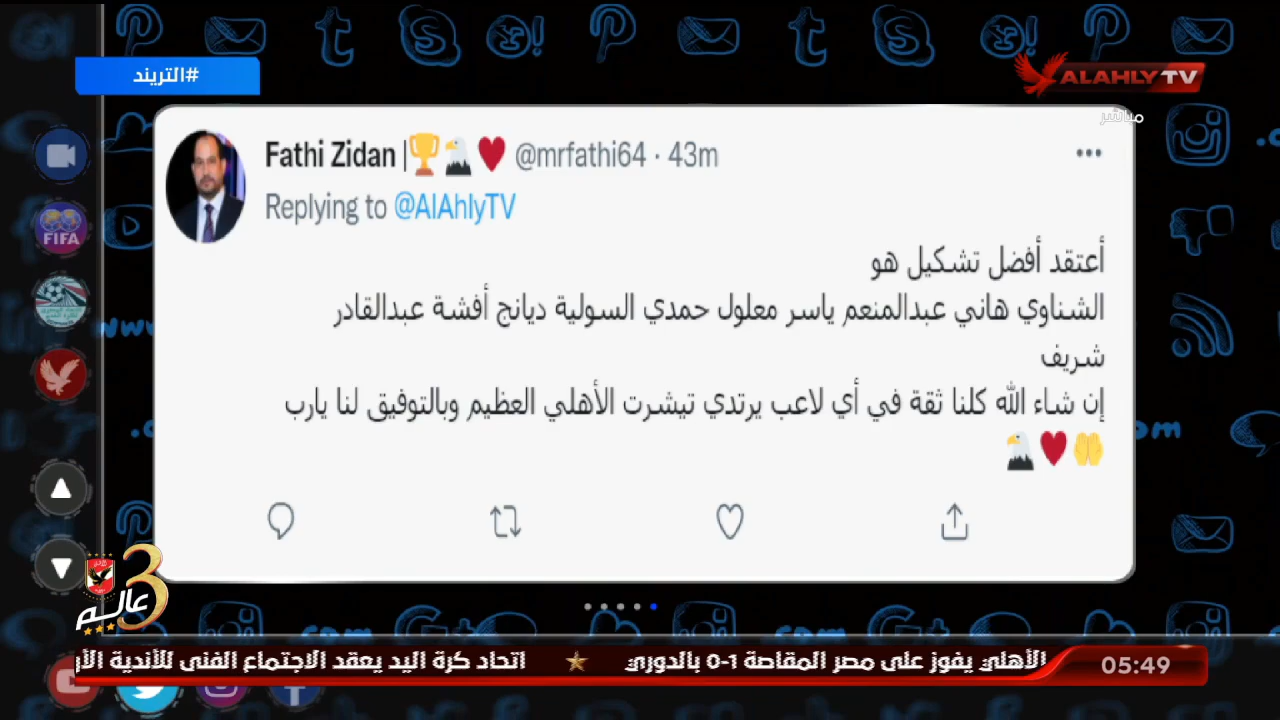 #التريند
ALAHLY TV
مباشر
Fathi Zidan |🏆🦅♥ @mrfathi64 · 43m
Replying to @AlAhlyTV
أعتقد أفضل تشكيل هو
الشناوي هاني عبدالمنعم ياسر معلول حمدي السولية ديانج أفشة عبدالقادر
شريف
إن شاء الله كلنا ثقة في أي لاعب يرتدي تيشرت الأهلي العظيم وبالتوفيق لنا يارب
🤲♥🦅
FIFA
3
عالم
الأهلي يفوز على مصر المقاصة 1-0 بالدوري ★ اتحاد كرة اليد يعقد الاجتماع الفنى للأندية
05:49